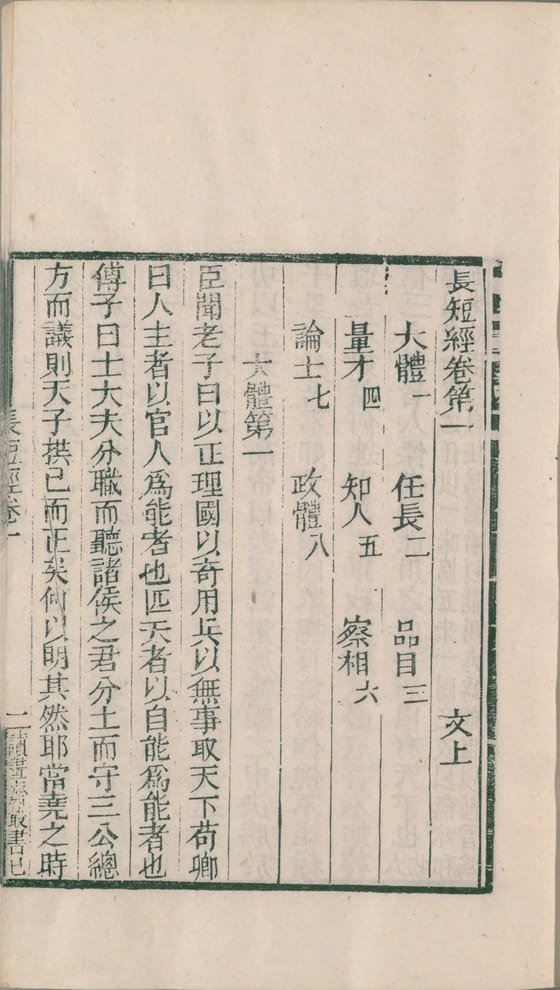 長短經卷第一 文上
大體一 任長二 品目三
量才四 知人五 察相六
論士七 政體八
大體第一
臣聞老子曰以正理國以奇用兵以無事取天下荀卿
曰人主者以官人爲能者也匹夫者以自能爲能者也
傅子曰士大夫分職而聽諸侯之君分土而守三公總
方而議則天子拱己而正矣何以明其然耶當堯之時
長短經卷一 一